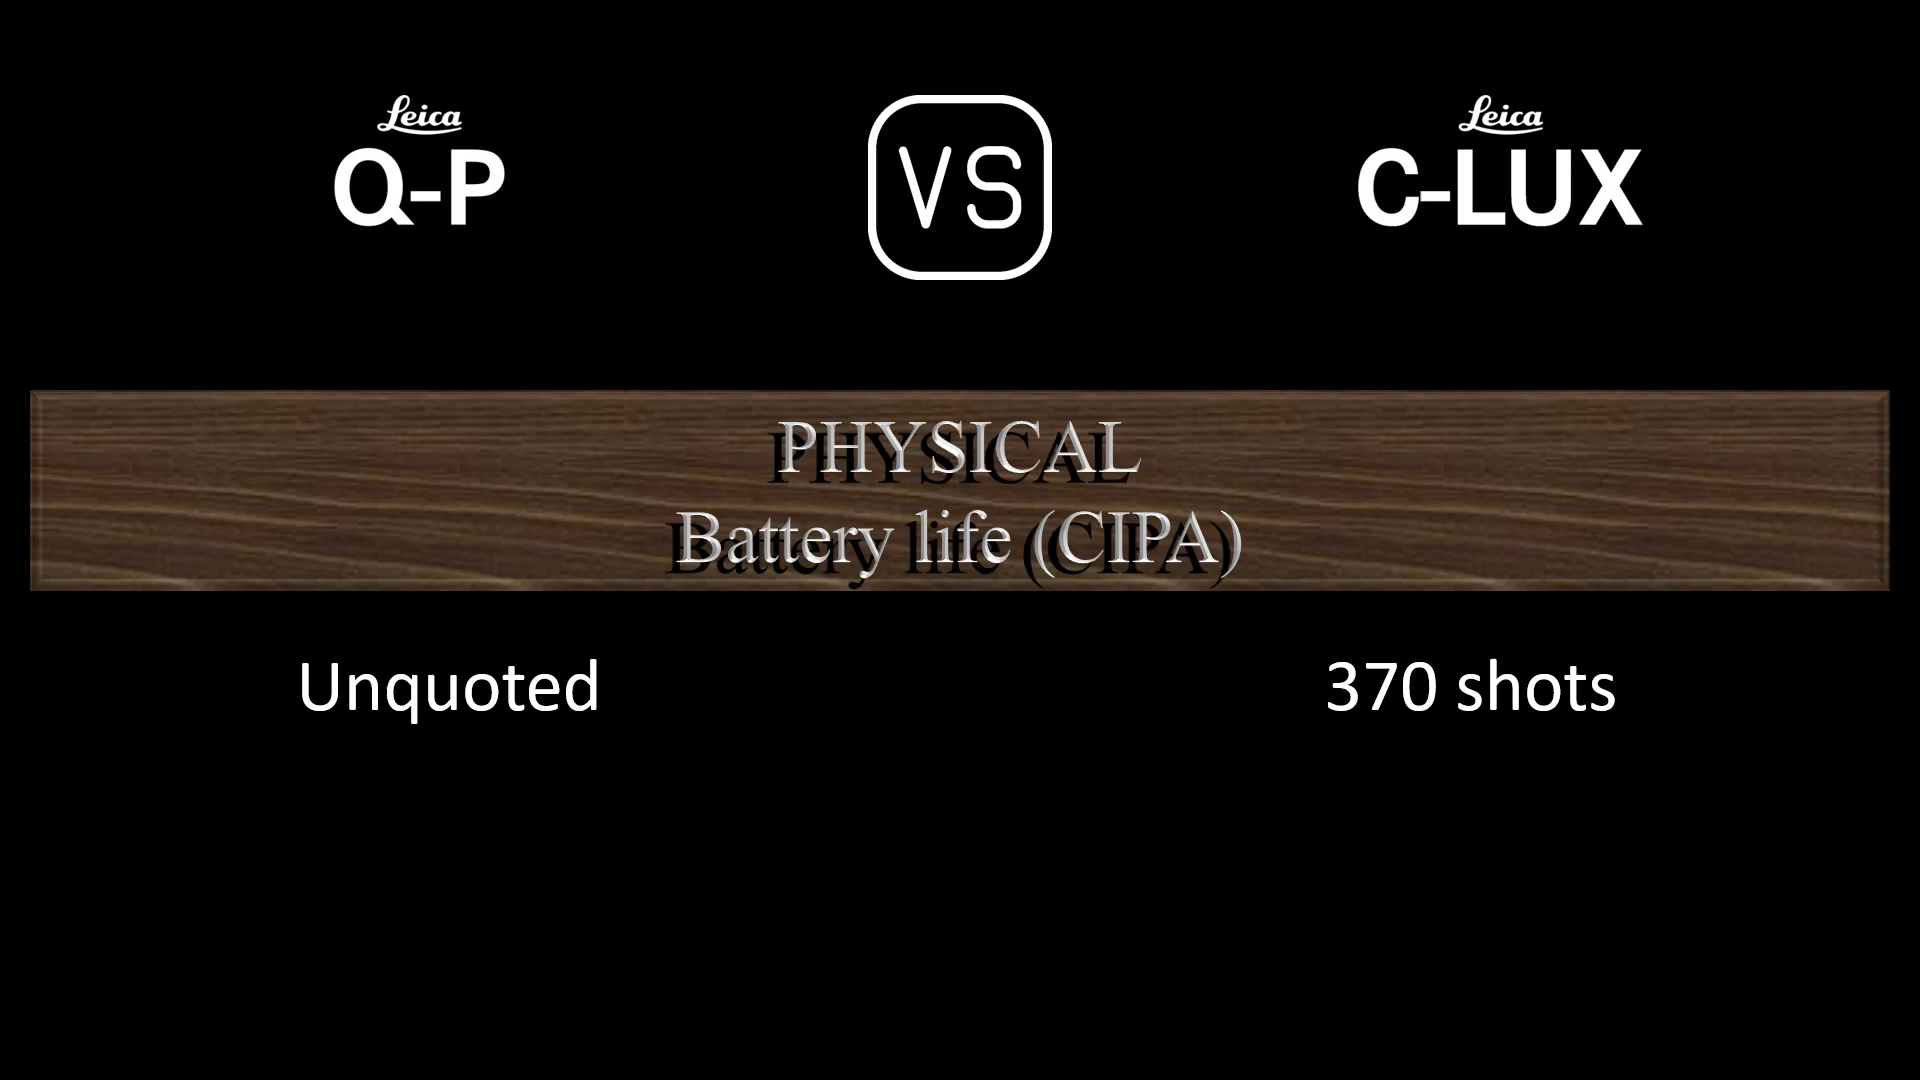 Leica
Q-P
VS
Leica
C-LUX
PHYSICAL
Battery life (CIPA)
Unquoted
370 shots